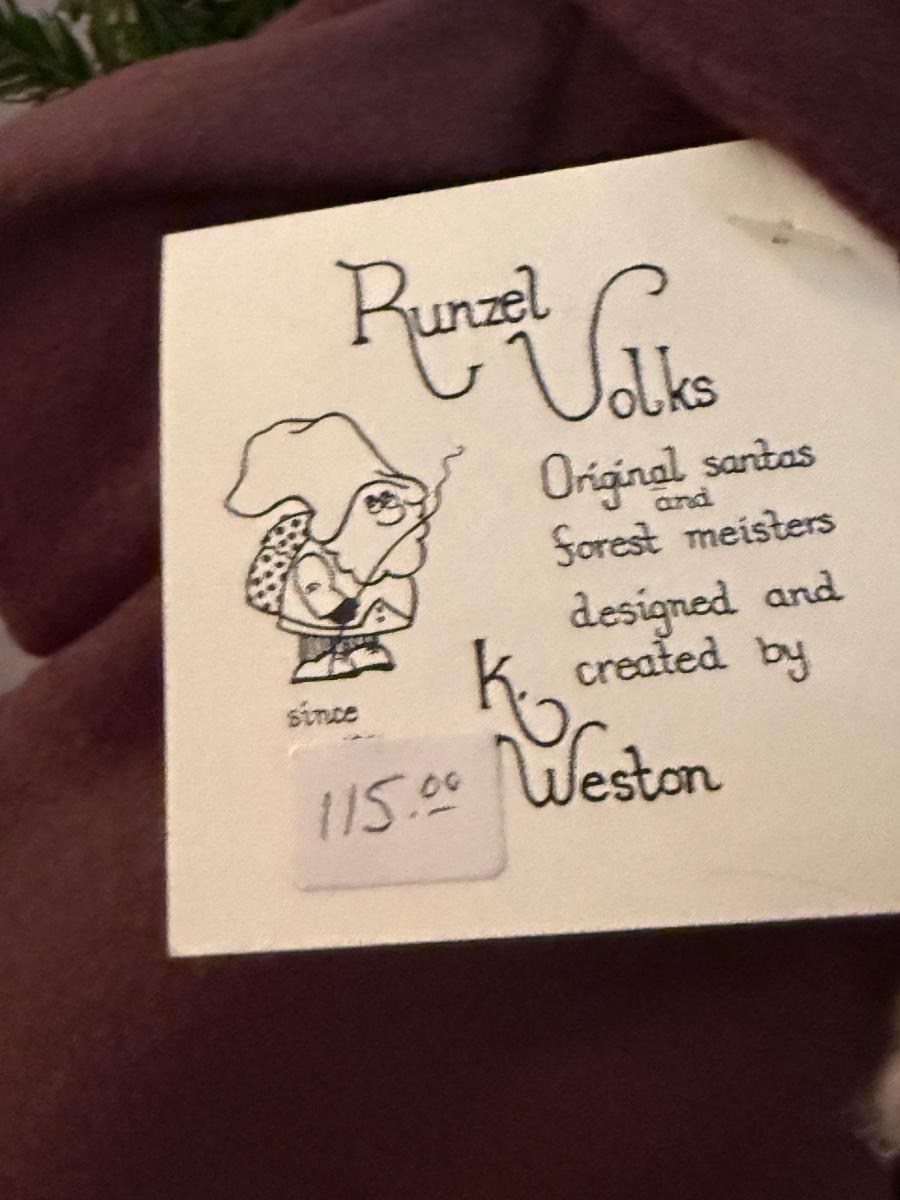 Runzel
Volks
Original santas
and
forest meisters
designed and
created by
K.
Weston
since
115.00